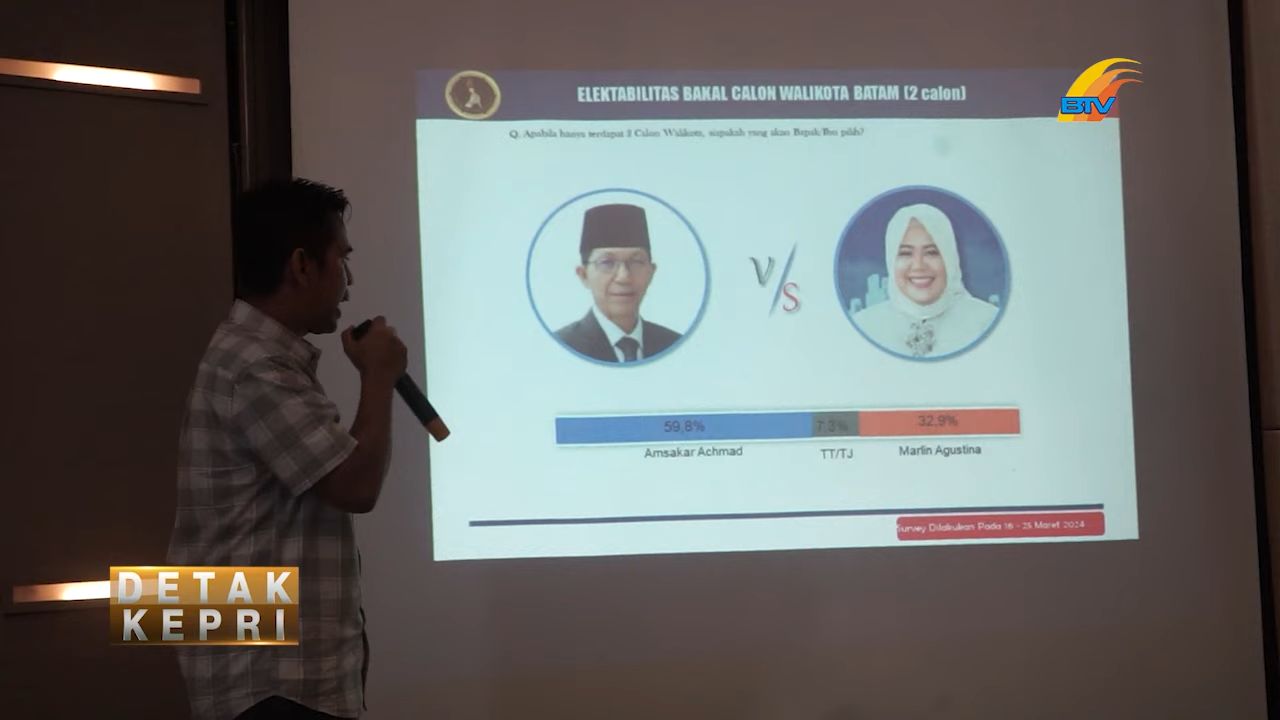 ELEKTABILITAS BAKAL CALON WALIKOTA BATAM (2 calon)
BTV
Q. Apabila hanya terdapat 2 Calon Walikota, siapakah yang akan Bapak/Ibu pilih?
V/S
59,8%
7.3%
32,9%
Amsakar Achmad
TT/TJ
Marlin Agustina
Survey Dilakukan Pada 16 - 25 Maret 2024
DETAK
KEPRI